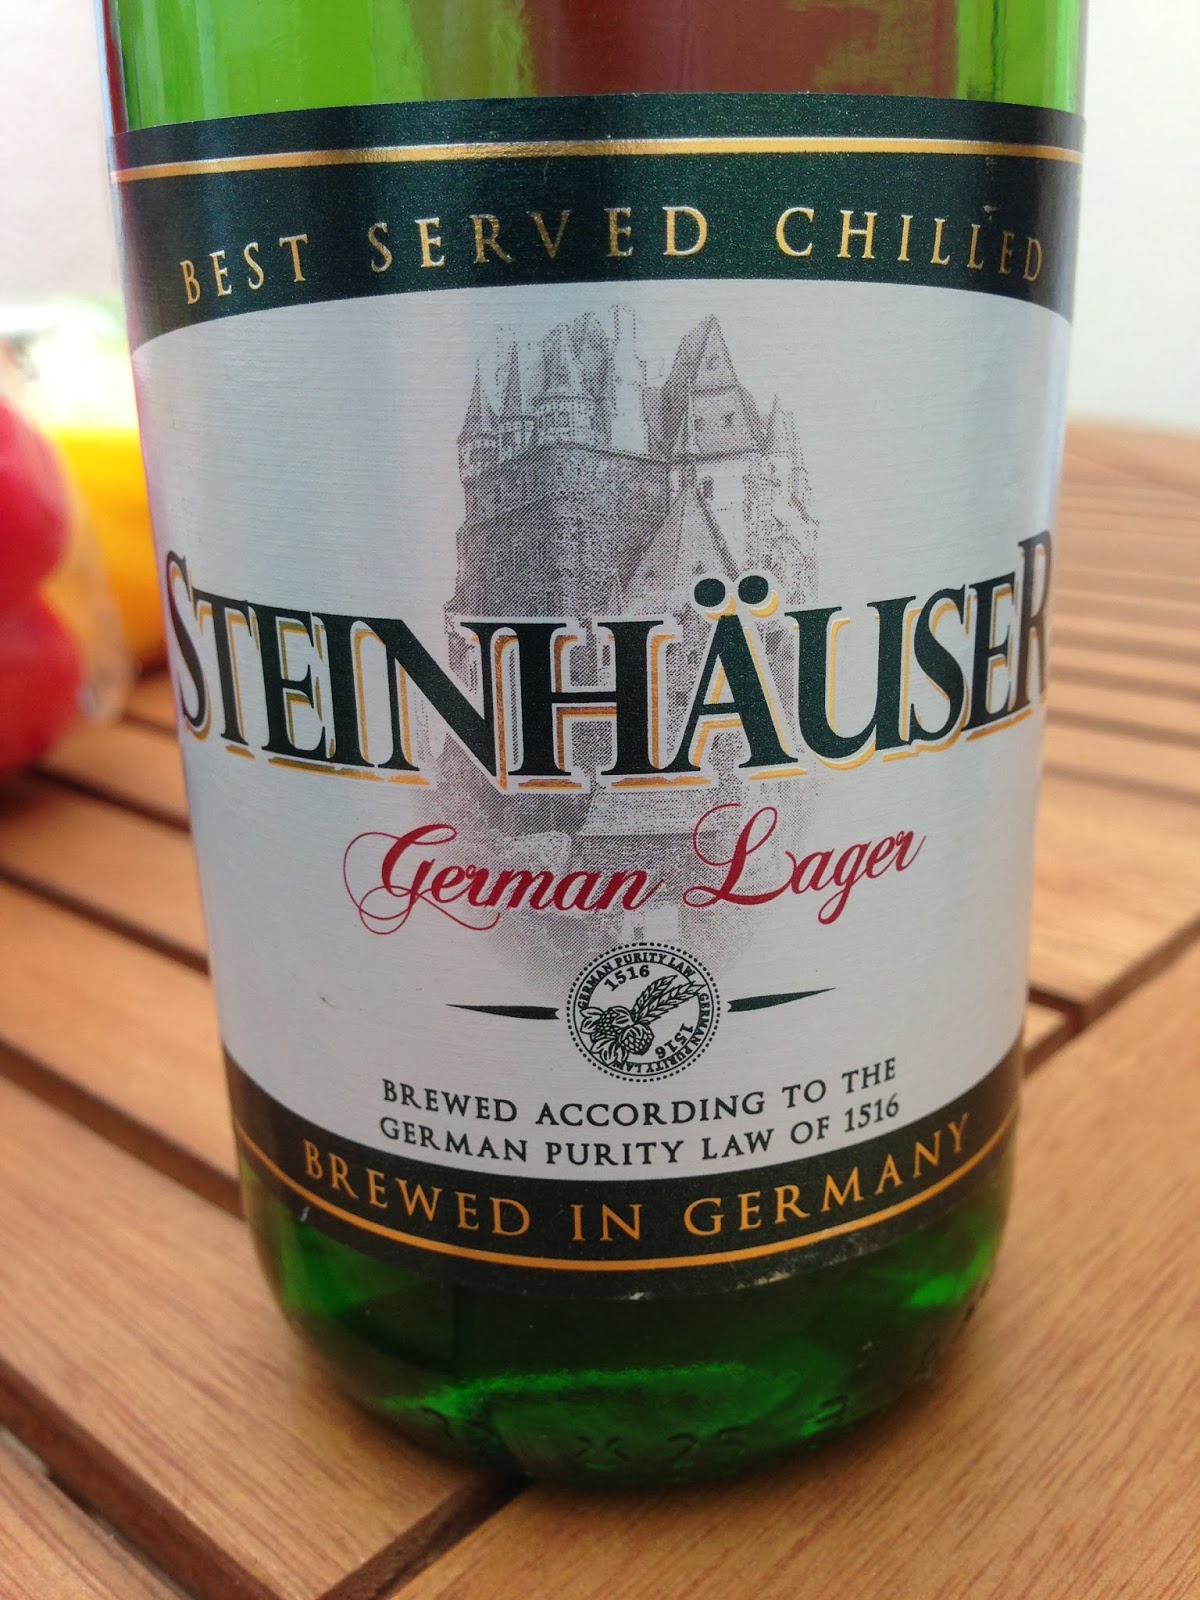 BEST SERVED CHILLED
STEINHÄUSER
German Lager
GERMAN PURITY LAW
1516
GERMAN PURITY LAW
1516
BREWED ACCORDING TO THE
GERMAN PURITY LAW OF 1516
BREWED IN GERMANY